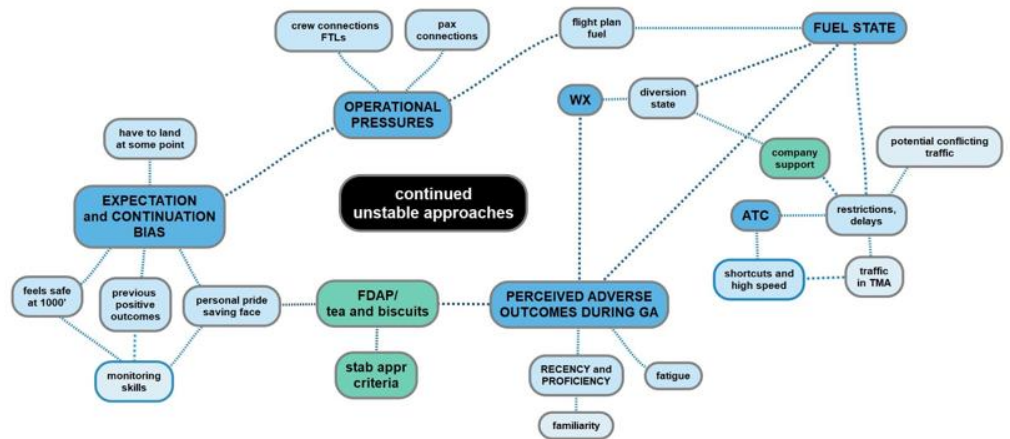 crew connections
FTLs
pax
connections
flight plan
fuel
FUEL STATE
OPERATIONAL
PRESSURES
WX
diversion
state
have to land
at some point
company
support
potential conflicting
traffic
EXPECTATION
and CONTINUATION
BIAS
continued
unstable approaches
ATC
restrictions,
delays
feels safe
at 1000'
previous
positive
outcomes
personal pride
saving face
FDAP/
tea and biscuits
PERCEIVED ADVERSE
OUTCOMES DURING GA
shortcuts and
high speed
traffic
in TMA
monitoring
skills
stab appr
criteria
RECENCY and
PROFICIENCY
fatigue
familiarity